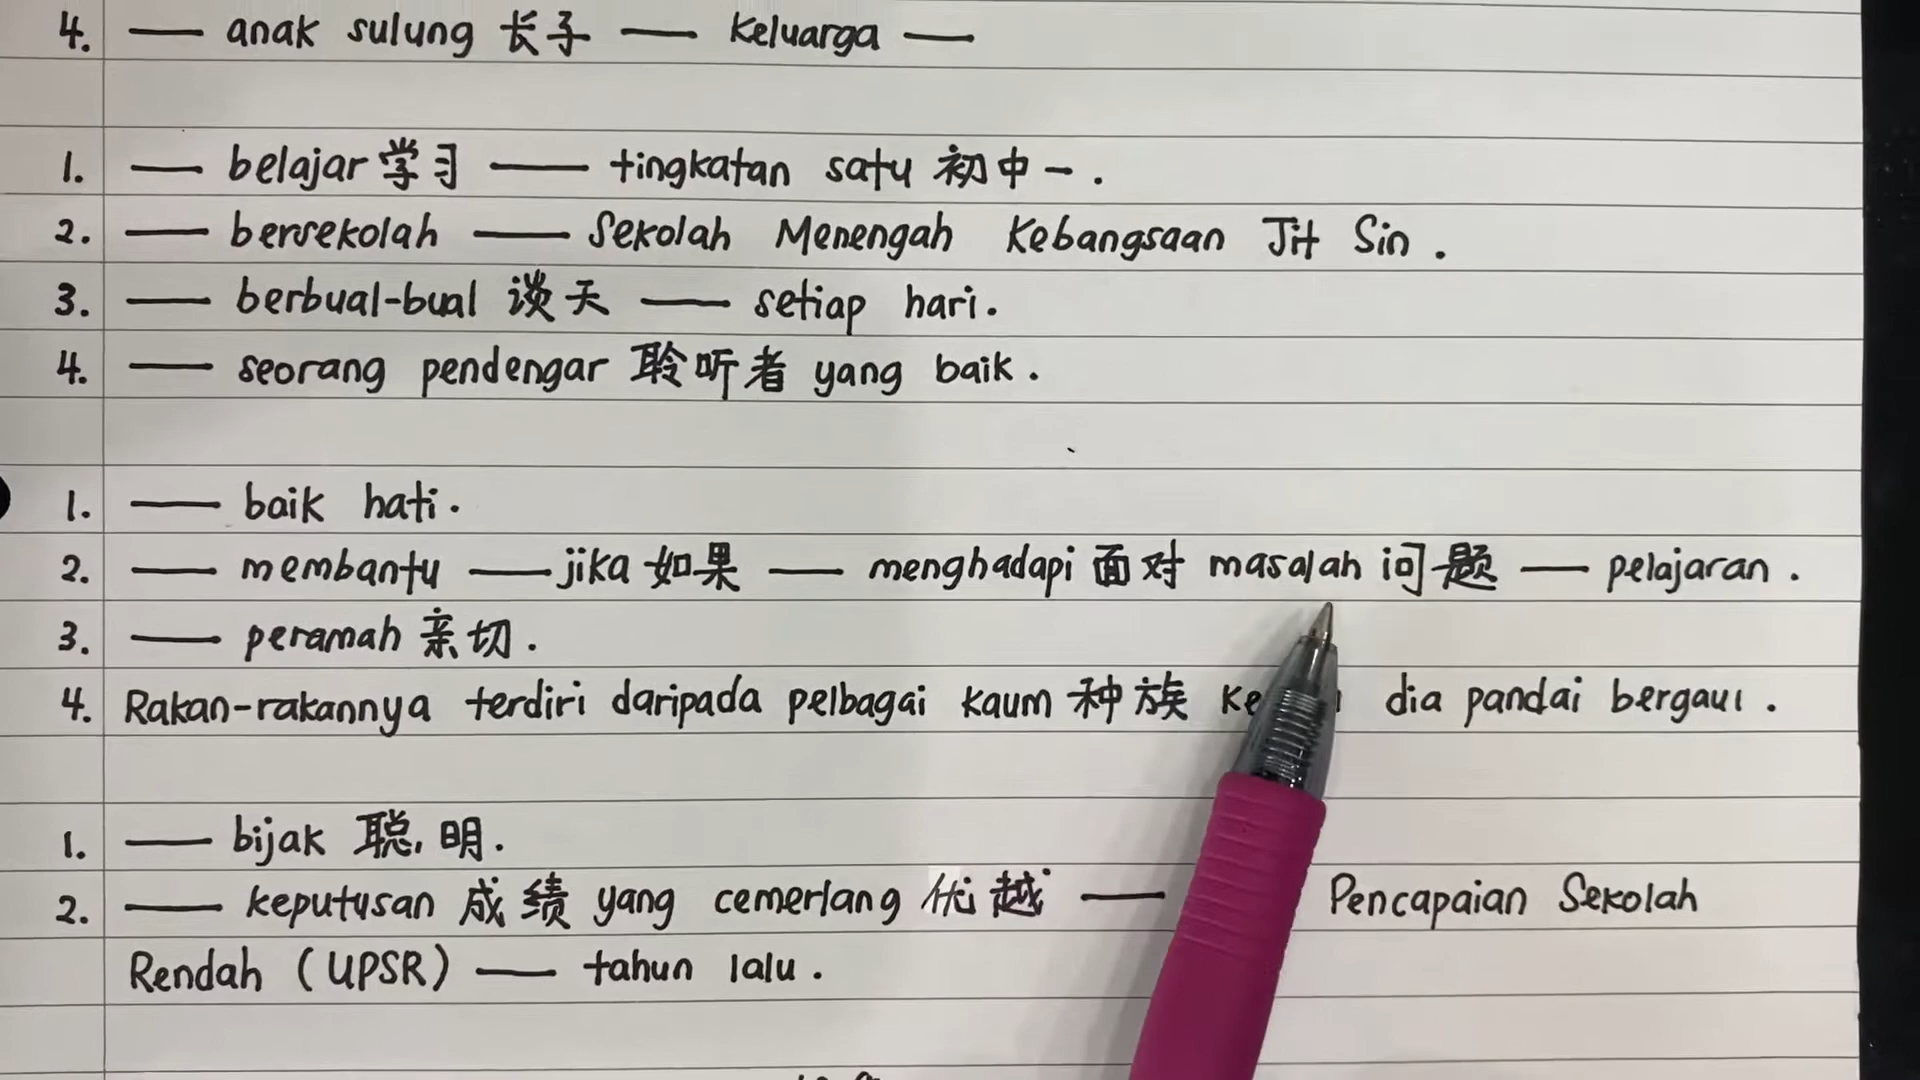 4. — anak sulung 长子 — keluarga —
1. — belajar 学习 — tingkatan satu 初中一.
2. — bersekolah — Sekolah Menengah Kebangsaan Jit Sin.
3. — berbual-bual 谈天 — setiap hari.
4. — seorang pendengar 聆听者 yang baik.
1. — baik hati.
2. — membantu — jika 如果 — menghadapi 面对 masalah 问题 — pelajaran.
3. — peramah 亲切.
4. Rakan-rakannya terdiri daripada pelbagai kaum 种族 dia pandai bergaul.
1. — bijak 聪明.
2. — keputusan 成绩 yang cemerlang 优越 — Pencapaian Sekolah
Rendah (UPSR) — tahun lalu.